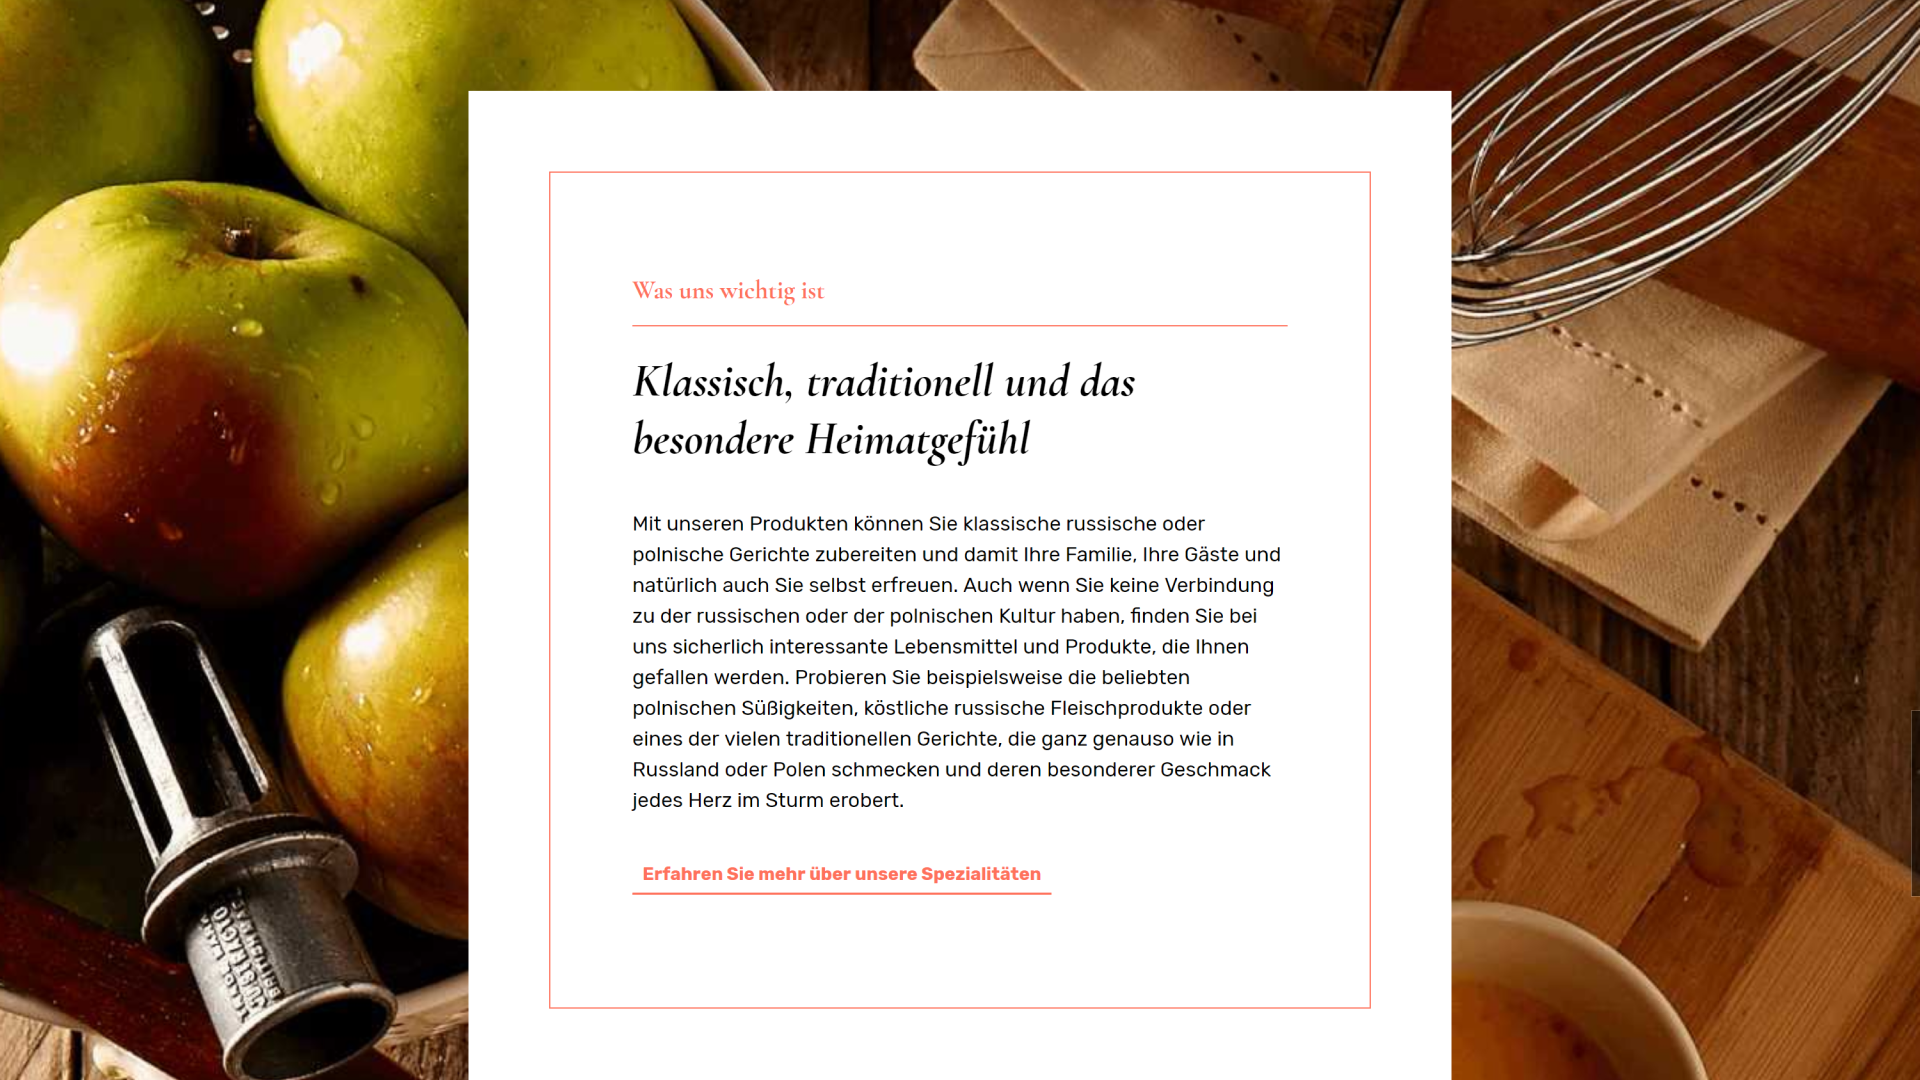 Was uns wichtig ist
Klassisch, traditionell und das
besondere Heimatgefühl
Mit unseren Produkten können Sie klassische russische oder
polnische Gerichte zubereiten und damit Ihre Familie, Ihre Gäste und
natürlich auch Sie selbst erfreuen. Auch wenn Sie keine Verbindung
zu der russischen oder der polnischen Kultur haben, finden Sie bei
uns sicherlich interessante Lebensmittel und Produkte, die Ihnen
gefallen werden. Probieren Sie beispielsweise die beliebten
polnischen Süßigkeiten, köstliche russische Fleischprodukte oder
eines der vielen traditionellen Gerichte, die ganz genauso wie in
Russland oder Polen schmecken und deren besonderer Geschmack
jedes Herz im Sturm erobert.
Erfahren Sie mehr über unsere Spezialitäten